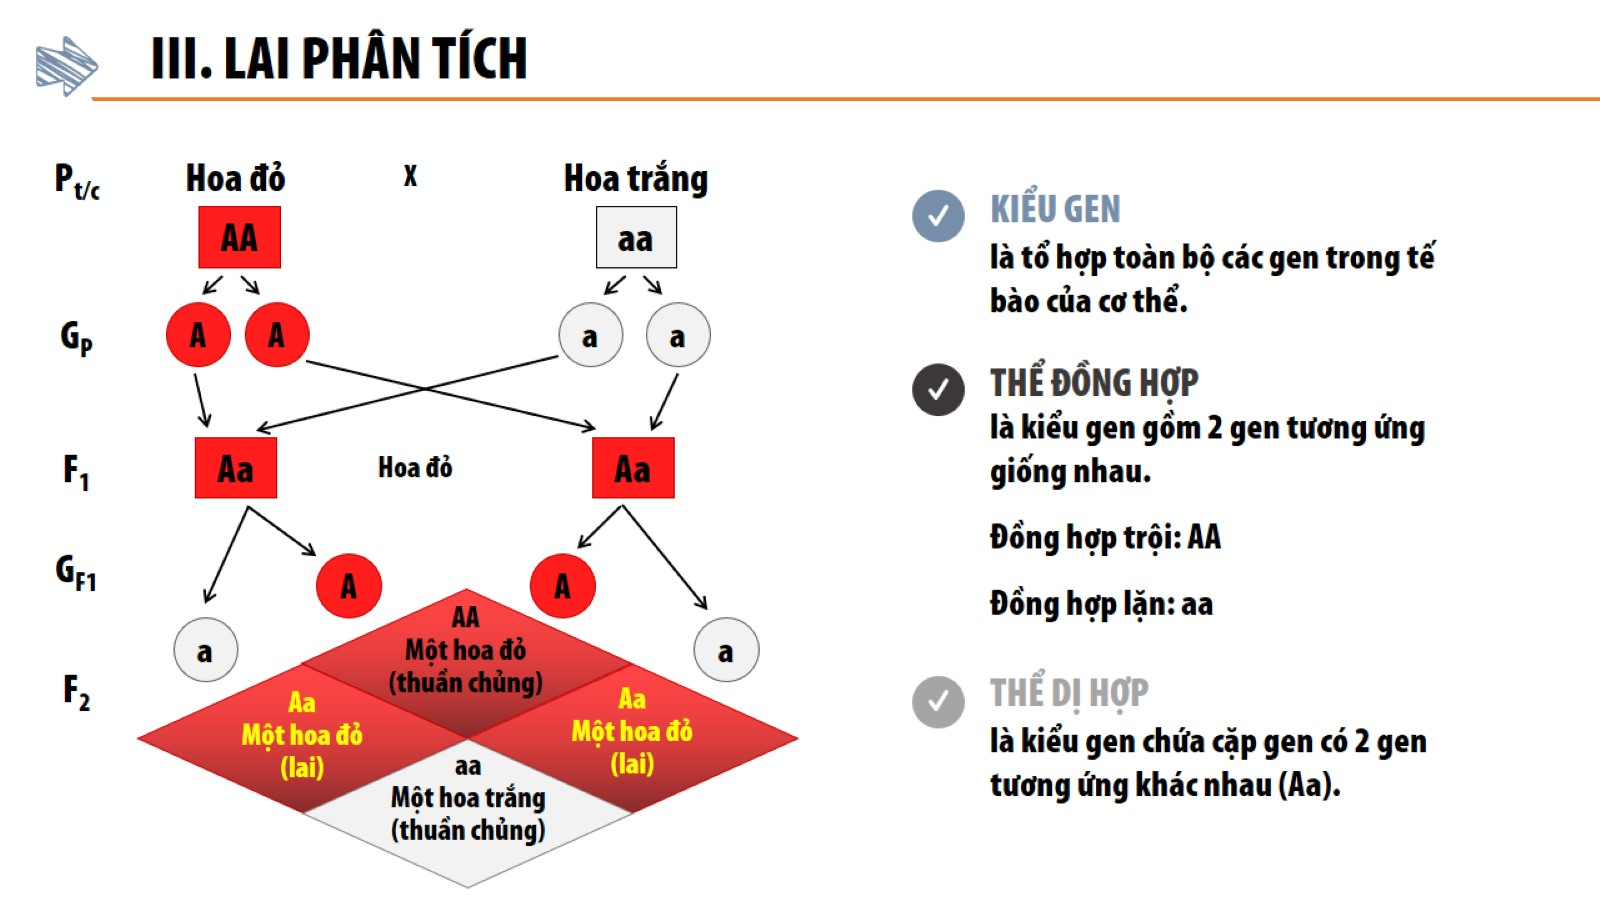 III. LAI PHÂN TÍCH
Pt/c
Hoa đỏ
X
Hoa trắng
AA
aa
GP
A
A
a
a
F1
Aa
Hoa đỏ
Aa
GF1
A
A
a
a
F2
AA
Một hoa đỏ
(thuần chủng)
Aa
Một hoa đỏ
(lai)
Aa
Một hoa đỏ
(lai)
aa
Một hoa trắng
(thuần chủng)
KIỂU GEN
là tổ hợp toàn bộ các gen trong tế
bào của cơ thể.
THỂ ĐỒNG HỢP
là kiểu gen gồm 2 gen tương ứng
giống nhau.
Đồng hợp trội: AA
Đồng hợp lặn: aa
THỂ DỊ HỢP
là kiểu gen chứa cặp gen có 2 gen
tương ứng khác nhau (Aa).